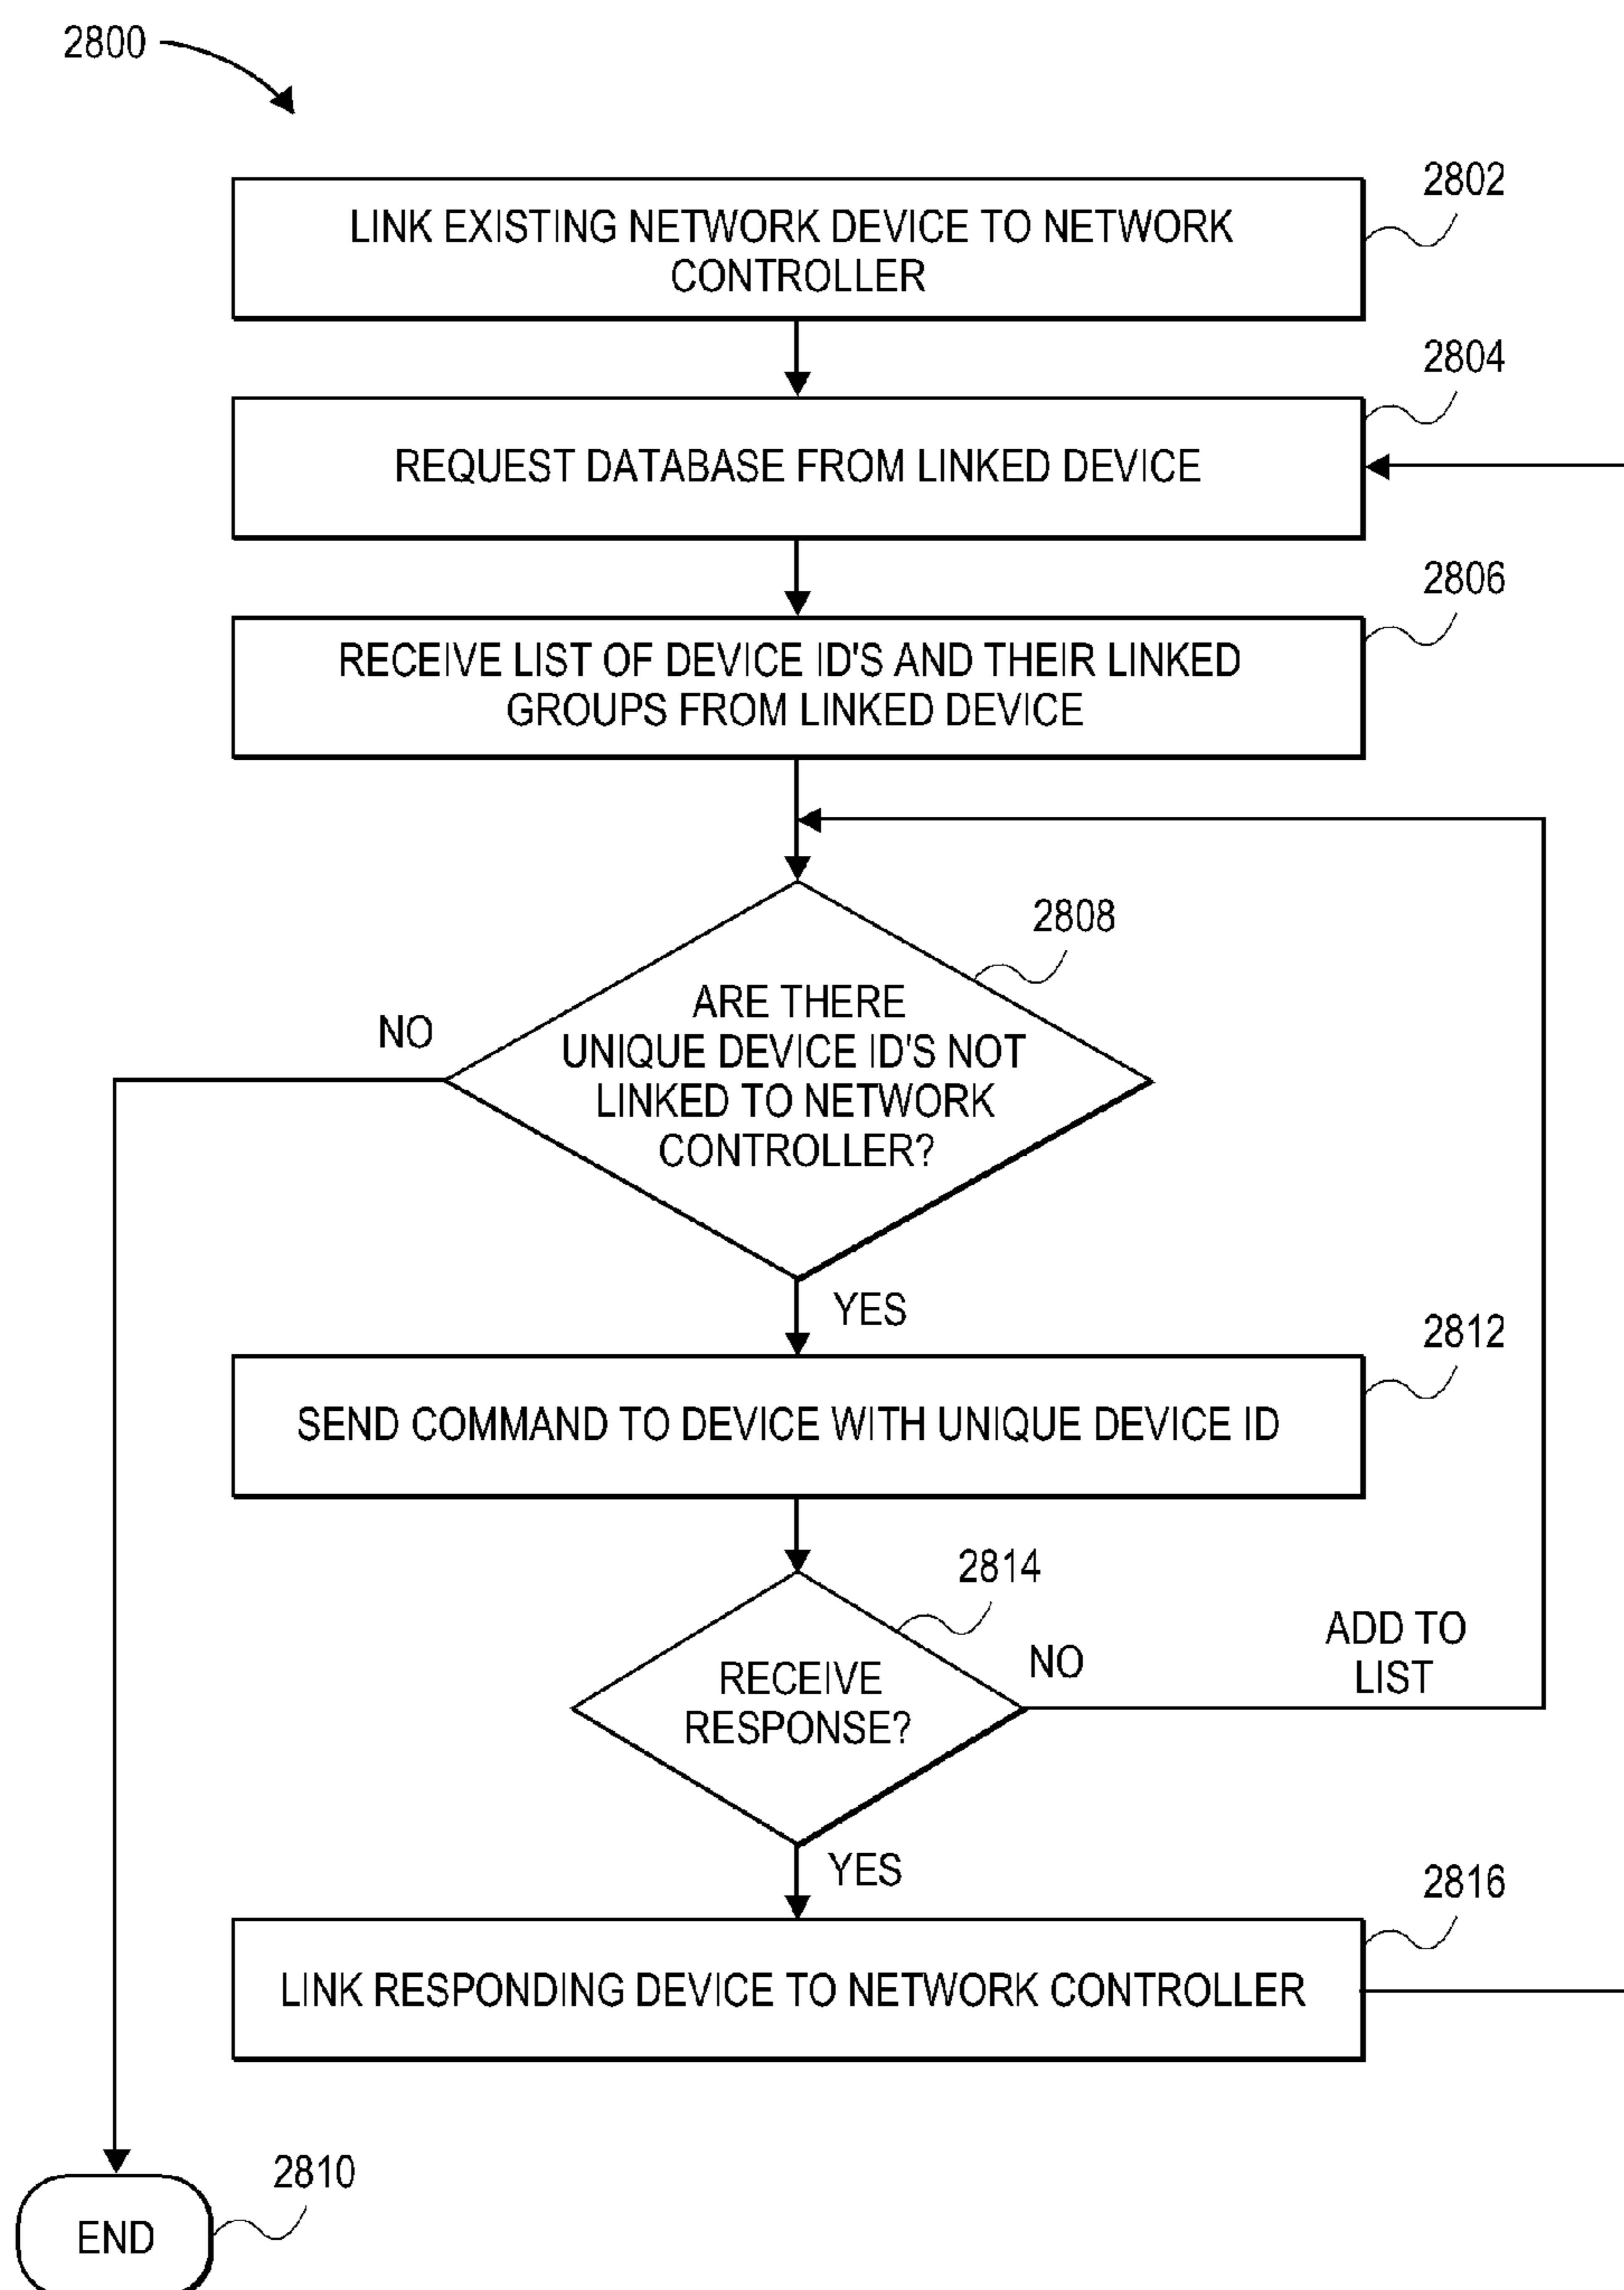 2800
2802
LINK EXISTING NETWORK DEVICE TO NETWORK
CONTROLLER
2804
REQUEST DATABASE FROM LINKED DEVICE
2806
RECEIVE LIST OF DEVICE ID'S AND THEIR LINKED
GROUPS FROM LINKED DEVICE
2808
NO
ARE THERE
UNIQUE DEVICE ID'S NOT
LINKED TO NETWORK
CONTROLLER?
YES
2812
SEND COMMAND TO DEVICE WITH UNIQUE DEVICE ID
2814
RECEIVE
RESPONSE?
NO
ADD TO
LIST
YES
2816
LINK RESPONDING DEVICE TO NETWORK CONTROLLER
2810
END